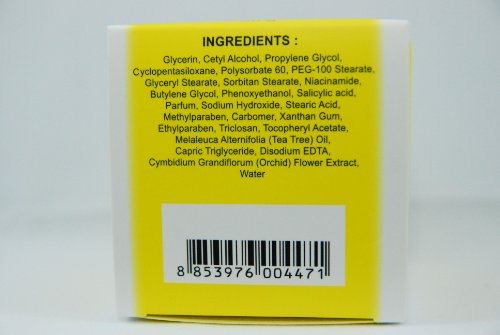 INGREDIENTS :
Glycerin, Cetyl Alcohol, Propylene Glycol,
Cyclopentasiloxane, Polysorbate 60, PEG-100 Stearate,
Glyceryl Stearate, Sorbitan Stearate, Niacinamide,
Butylene Glycol, Phenoxyethanol, Salicylic acid,
Parfum, Sodium Hydroxide, Stearic Acid,
Methylparaben, Carbomer, Xanthan Gum,
Ethylparaben, Triclosan, Tocopheryl Acetate,
Melaleuca Alternifolia (Tea Tree) Oil,
Capric Triglyceride, Disodium EDTA,
Cymbidium Grandiflorum (Orchid) Flower Extract,
Water
8 853976 004471